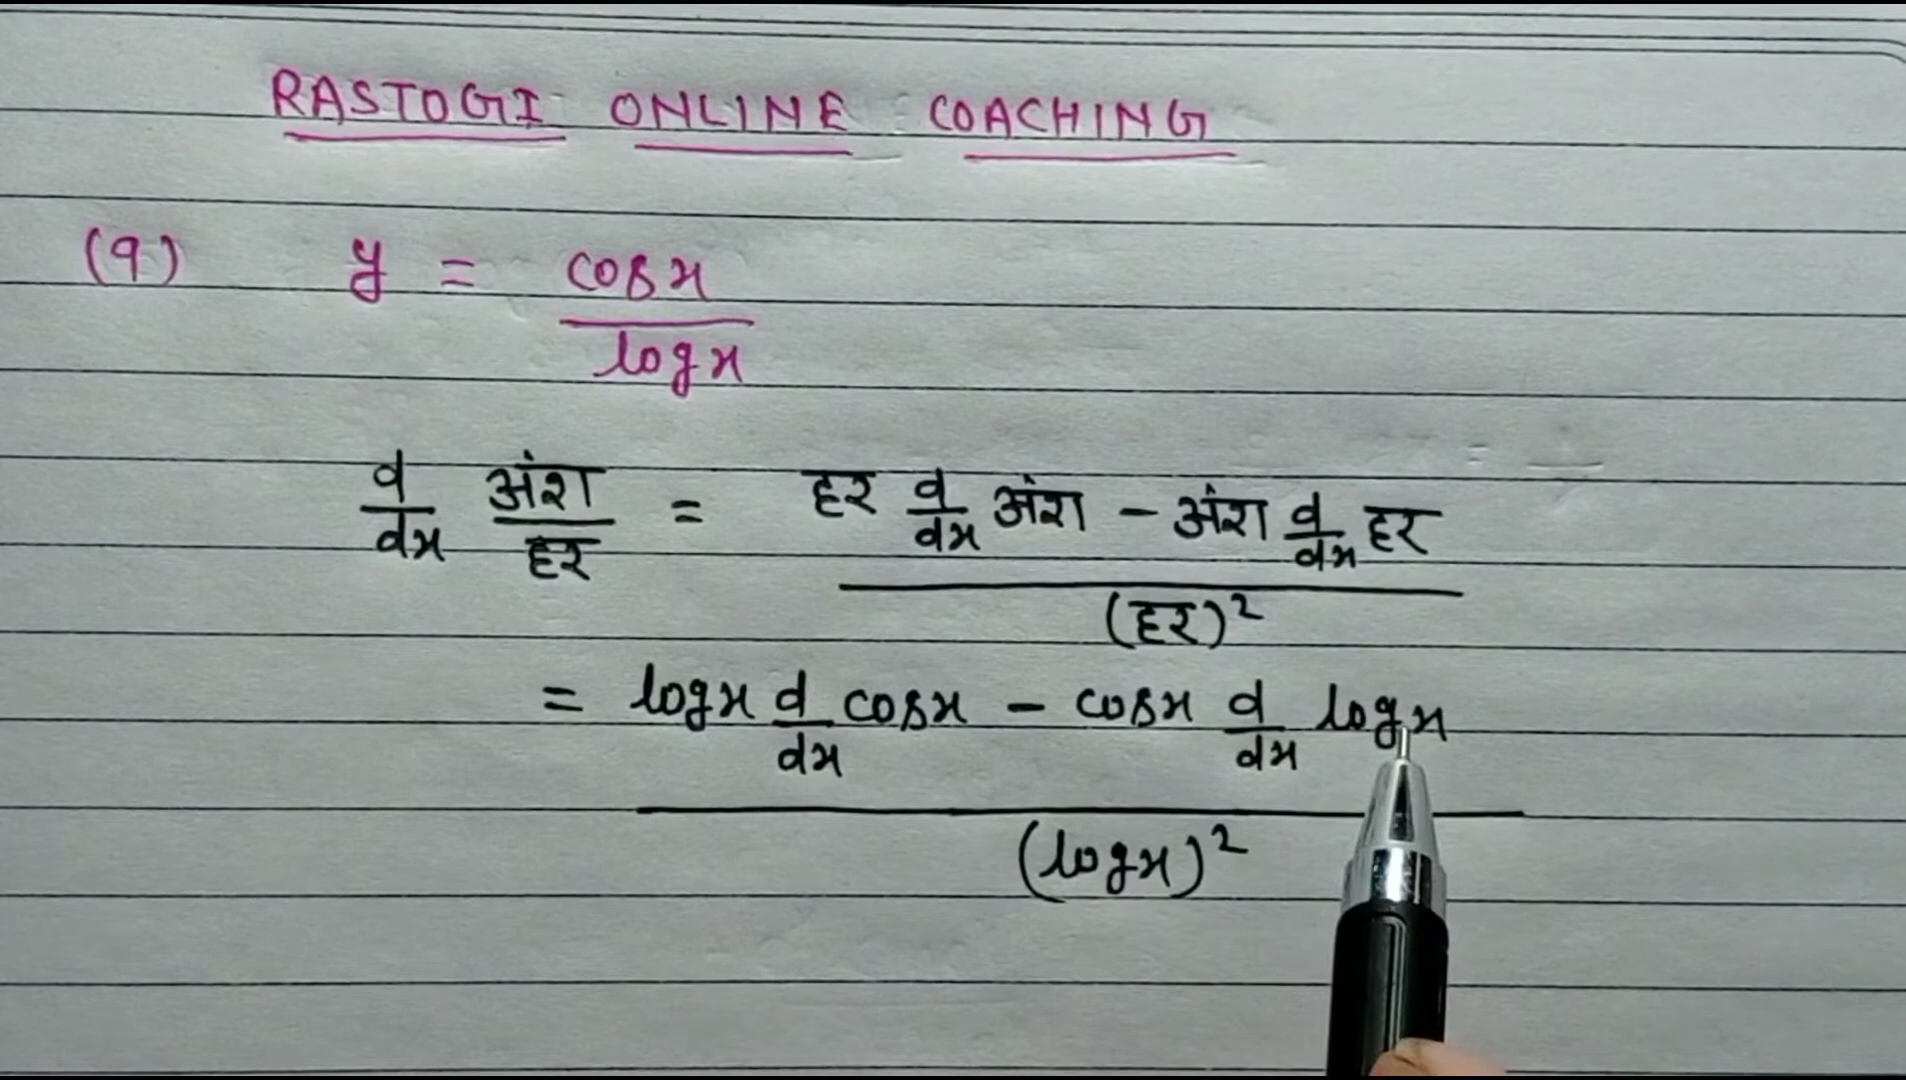 RASTOGI ONLINE COACHING
(9) y = cosx
logx
d/dx अंश/हर = हर d/dx अंश - अंश d/dx हर
(हर)²
= logx d/dx cosx - cosx d/dx logx
(logx)²